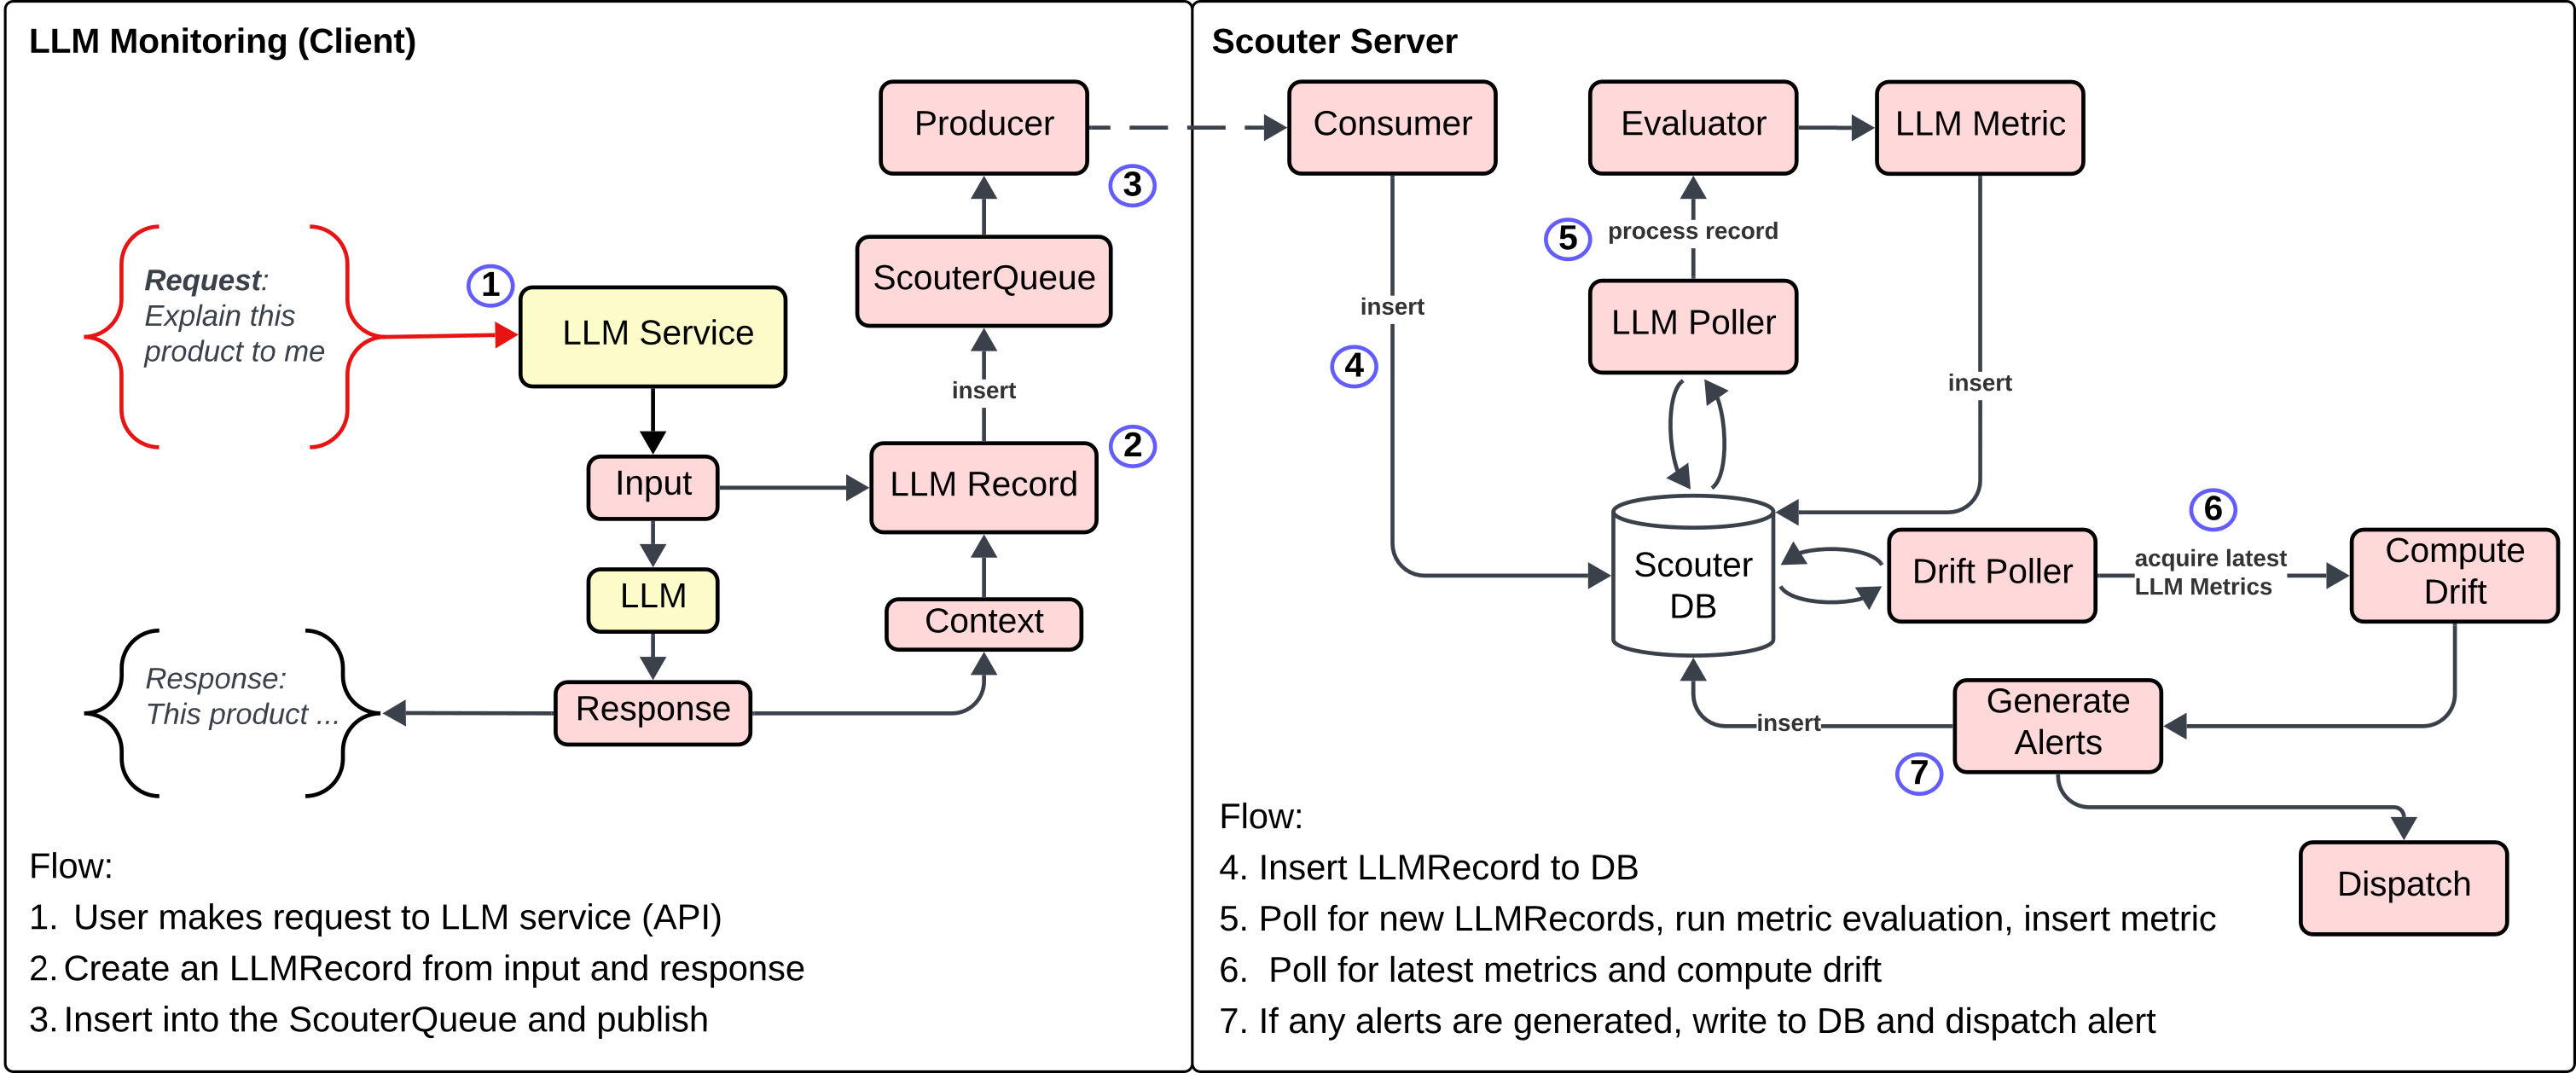 LLM Monitoring (Client)
Producer
3
ScouterQueue
1
Request:
Explain this
product to me
LLM Service
insert
2
Input
LLM Record
LLM
Context
Response:
This product ...
Response
Flow:
1. User makes request to LLM service (API)
2. Create an LLMRecord from input and response
3. Insert into the ScouterQueue and publish
Scouter Server
Consumer
Evaluator
LLM Metric
5
process record
insert
LLM Poller
4
insert
6
Scouter
DB
Drift Poller
acquire latest
LLM Metrics
Compute
Drift
insert
Generate
Alerts
7
Dispatch
Flow:
4. Insert LLMRecord to DB
5. Poll for new LLMRecords, run metric evaluation, insert metric
6. Poll for latest metrics and compute drift
7. If any alerts are generated, write to DB and dispatch alert